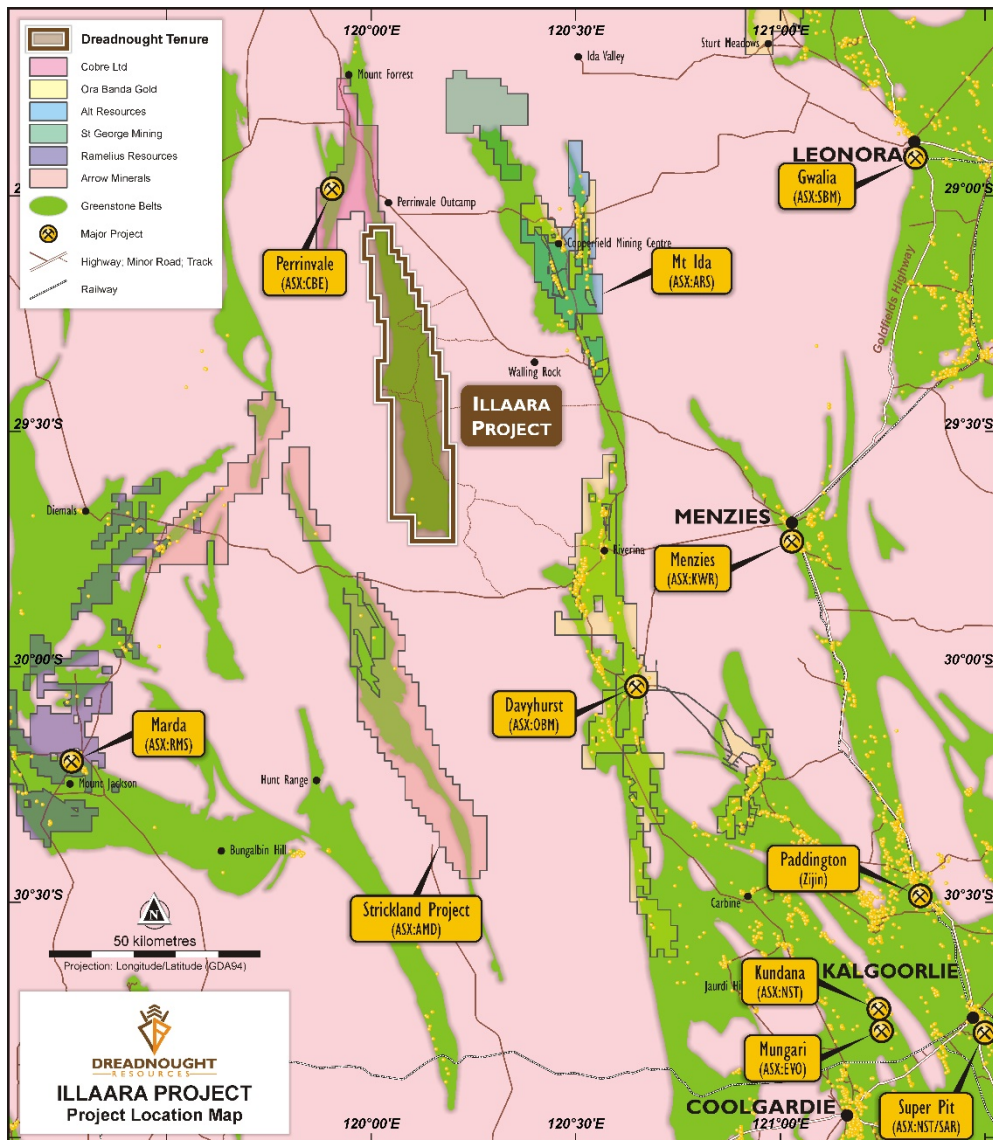 120°00'E
120°30'E
121°00'E
Dreadnought Tenure
Cobre Ltd
Ora Banda Gold
Alt Resources
St George Mining
Ramelius Resources
Arrow Minerals
Greenstone Belts
Major Project
Highway; Minor Road; Track
Railway
Sturt Meadows
Ida Valley
Mount Forrest
LEONORA
Gwalia
(ASX:SBM)
29°00'S
Perrinvale Outcamp
Perrinvale
(ASX:CBE)
Copperfield Mining Centre
Mt Ida
(ASX:ARS)
Goldfields Highway
Walling Rock
ILLAARA
PROJECT
29°30'S
29°30'S
Diemals
MENZIES
Riverina
Menzies
(ASX:KWR)
30°00'S
30°00'S
Davyhurst
(ASX:OBM)
Marda
(ASX:RMS)
Mount Jackson
Hunt Range
Bungalbin Hill
Paddington
(Zijin)
Carbine
30°30'S
30°30'S
Strickland Project
(ASX:AMD)
N
50 kilometres
Projection: Longitude/Latitude (GDA94)
Kundana
(ASX:NST)
KALGOORLIE
Jaurdi Hi
Mungari
(ASX:EVO)
DREADNOUGHT
RESOURCES
ILLAARA PROJECT
Project Location Map
COOLGARDIE
Super Pit
(ASX:NST/SAR)
120°00'E
120°30'E
121°00'E